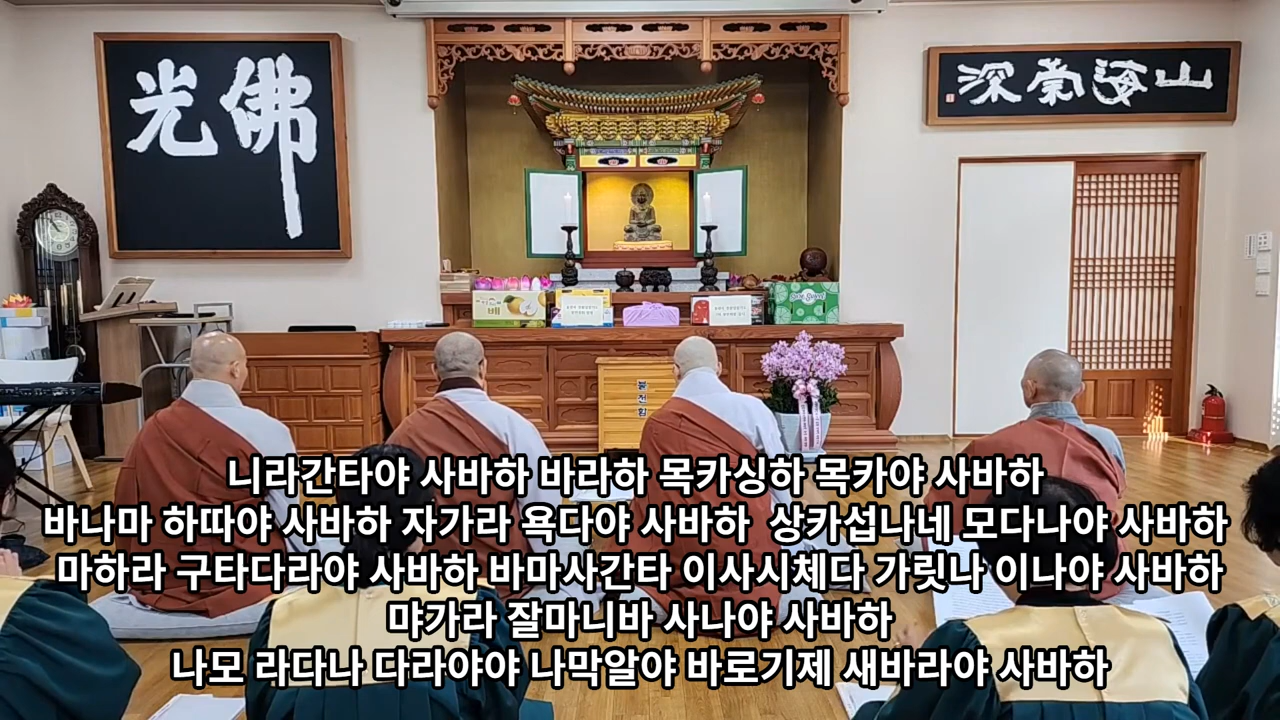 光佛
深崇海山
배
불전함
니라간타야 사바하 바라하 목카싱하 목카야 사바하
바나마 하따야 사바하 자가라 욕다야 사바하 상카섭나네 모다나야 사바하
마하라 구타다라야 사바하 바마사간타 이사시체다 가릿나 이나야 사바하
먀가라 잘마니바 사나야 사바하
나모 라다나 다라야야 나막알야 바로기제 새바라야 사바하